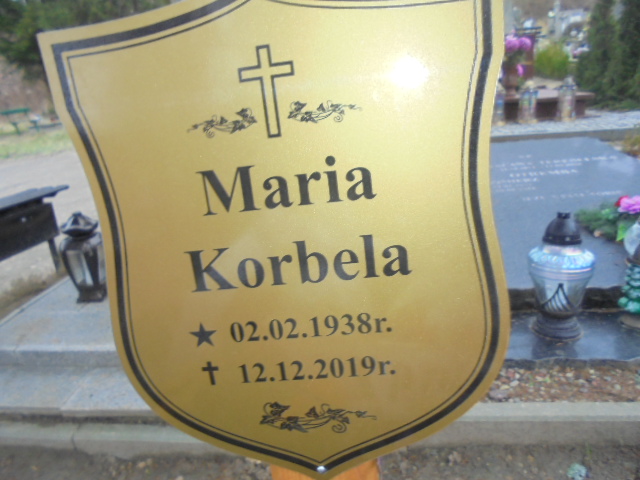 Maria
Korbela
★ 02.02.1938r.
✝ 12.12.2019r.